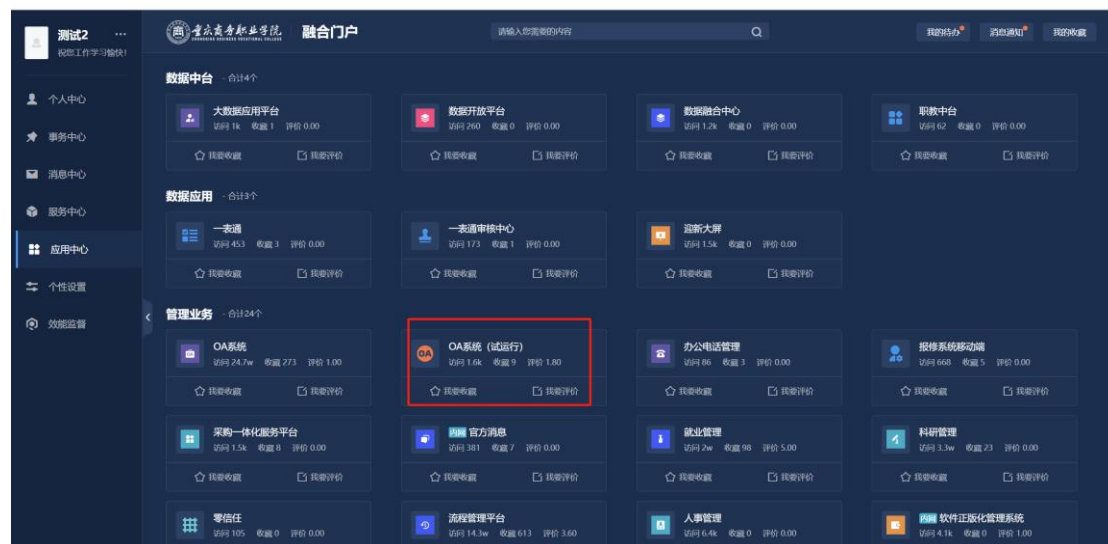 测试2 ...
祝您工作学习愉快!
个人中心
事务中心
消息中心
服务中心
应用中心
个性设置
效能监督
重庆商务职业学院 融合门户
请输入您需要的内容
我的待办 消息通知 我的收藏
数据中台 - 合计4个
大数据应用平台
访问 1k 收藏 1 评价 0.00
我要收藏 我要评价
数据开放平台
访问 260 收藏 0 评价 0.00
我要收藏 我要评价
数据融合中心
访问 1.2k 收藏 0 评价 0.00
我要收藏 我要评价
职教中台
访问 62 收藏 0 评价 0.00
我要收藏 我要评价
数据应用 - 合计3个
一表通
访问 453 收藏 3 评价 0.00
我要收藏 我要评价
一表通审核中心
访问 173 收藏 1 评价 0.00
我要收藏 我要评价
迎新大屏
访问 1.5k 收藏 0 评价 0.00
我要收藏 我要评价
管理业务 - 合计24个
OA系统
访问 24.7w 收藏 273 评价 1.00
我要收藏 我要评价
OA
OA系统（试运行）
访问 1.6k 收藏 9 评价 1.80
我要收藏 我要评价
办公电话管理
访问 86 收藏 3 评价 0.00
我要收藏 我要评价
报修系统移动端
访问 668 收藏 5 评价 0.00
我要收藏 我要评价
采购一体化服务平台
访问 1.5k 收藏 8 评价 0.00
我要收藏 我要评价
内网 官方消息
访问 381 收藏 7 评价 0.00
我要收藏 我要评价
就业管理
访问 2w 收藏 98 评价 5.00
我要收藏 我要评价
科研管理
访问 3.3w 收藏 23 评价 0.00
我要收藏 我要评价
零信任
访问 105 收藏 0 评价 0.00
流程管理平台
访问 14.3w 收藏 613 评价 3.60
人事管理
访问 6.4k 收藏 0 评价 0.00
内网 软件正版化管理系统
访问 4.1k 收藏 0 评价 1.00